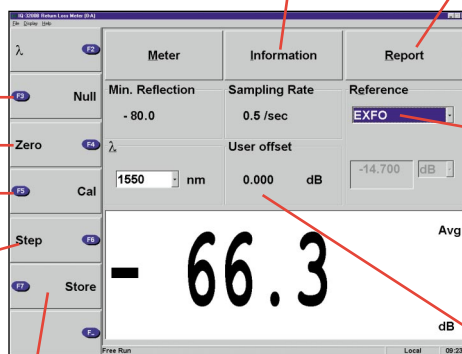 IQ-3200B Return Loss Meter (D:A)
File Display Help
λ F2
F3 Null
Zero F4
F5 Cal
Step F6
F7 Store
Meter Information Report
Min. Reflection Sampling Rate Reference
- 80.0 0.5 /sec EXFO
λ User offset
1550 nm 0.000 dB -14.700 dB
Avg
- 66.3
dB
Free Run Local 09:23